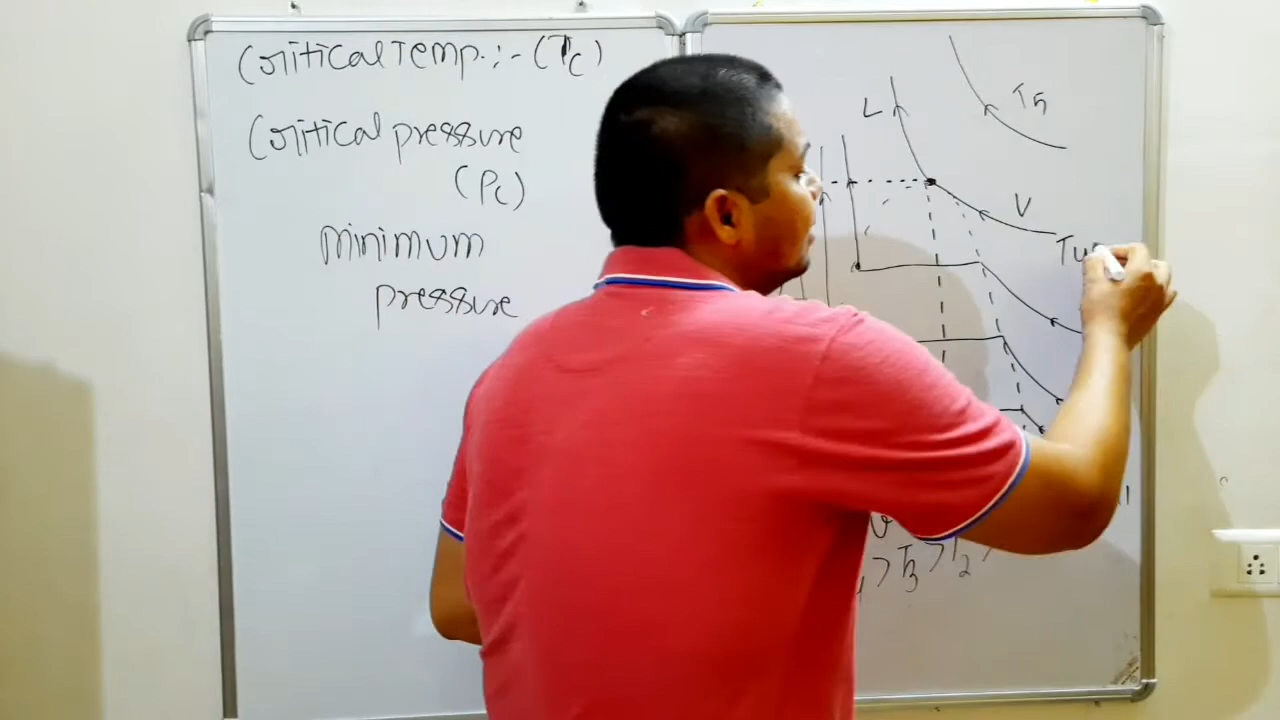 Critical Temp. :- (Tc)
Critical pressure
(Pc)
minimum
pressure
T5
L
V
T4
> T3 > T2 >